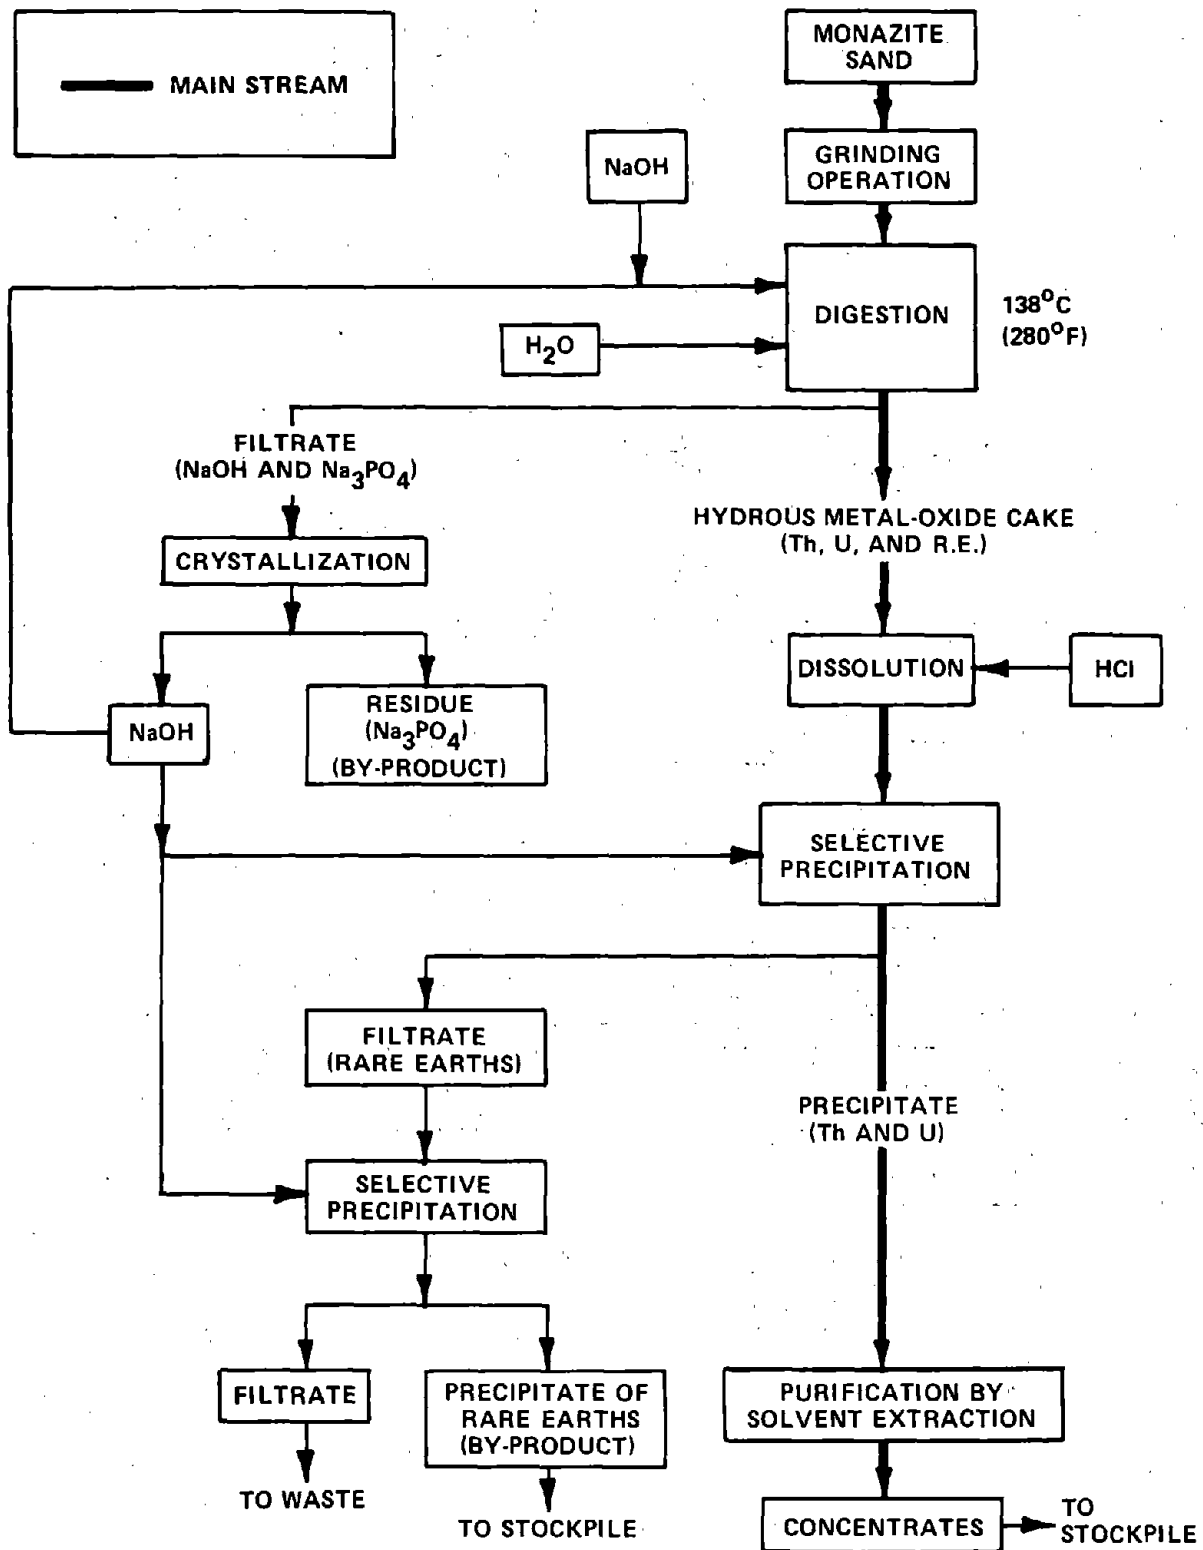 MAIN STREAM
MONAZITE
SAND
GRINDING
OPERATION
NaOH
DIGESTION
138°C
(280°F)
H2O
FILTRATE
(NaOH AND Na3PO4)
HYDROUS METAL-OXIDE CAKE
(Th, U, AND R.E.)
CRYSTALLIZATION
DISSOLUTION
HCl
NaOH
RESIDUE
(Na3PO4)
(BY-PRODUCT)
SELECTIVE
PRECIPITATION
FILTRATE
(RARE EARTHS)
PRECIPITATE
(Th AND U)
SELECTIVE
PRECIPITATION
FILTRATE
PRECIPITATE OF
RARE EARTHS
(BY-PRODUCT)
PURIFICATION BY
SOLVENT EXTRACTION
TO WASTE
TO STOCKPILE
CONCENTRATES
TO
STOCKPILE